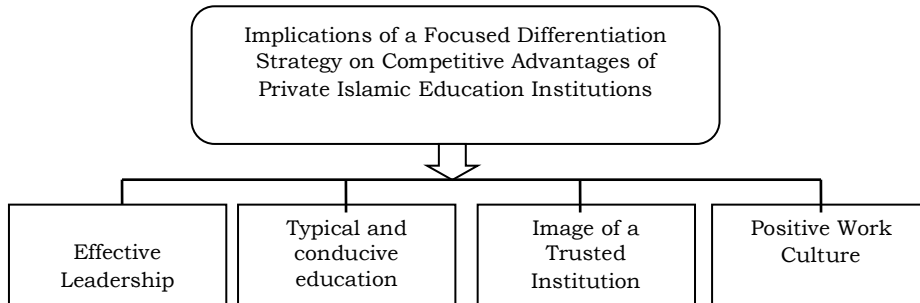 Implications of a Focused Differentiation
Strategy on Competitive Advantages of
Private Islamic Education Institutions
Effective
Leadership
Typical and
conducive
education
Image of a
Trusted
Institution
Positive Work
Culture